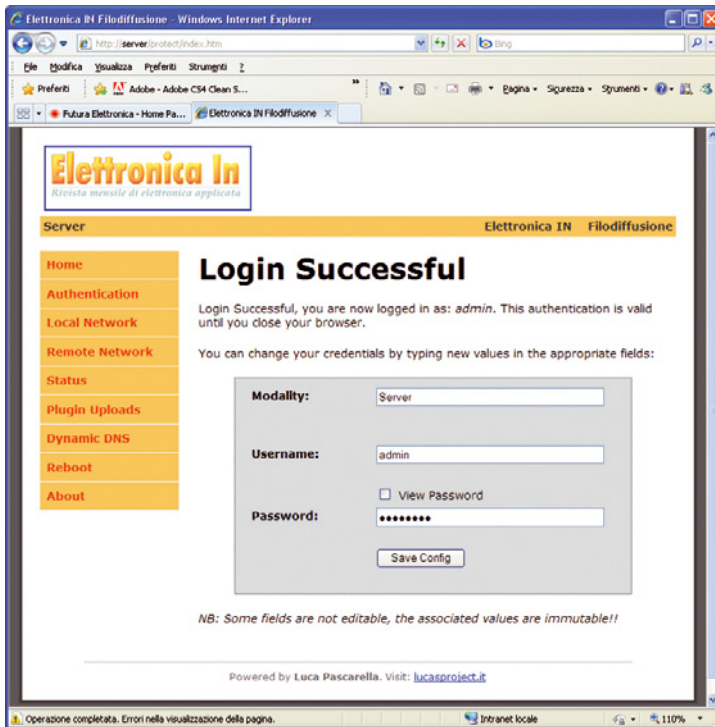 Elettronica IN Filodiffusione - Windows Internet Explorer
http://server/protect/index.htm
Bing
File Modifica Visualizza Preferiti Strumenti ?
Preferiti Adobe - Adobe CS4 Clean S... » Pagina Sicurezza Strumenti
Futura Elettronica - Home Pa... Elettronica IN Filodiffusione X
Elettronica In
Rivista mensile di elettronica applicata
Server Elettronica IN Filodiffusione
Home
Authentication
Local Network
Remote Network
Status
Plugin Uploads
Dynamic DNS
Reboot
About
Login Successful
Login Successful, you are now logged in as: admin. This authentication is valid
until you close your browser.
You can change your credentials by typing new values in the appropriate fields:
Modality: Server
Username: admin
View Password
Password: ••••••••
Save Config
NB: Some fields are not editable, the associated values are immutable!!
Powered by Luca Pascarella. Visit: lucasproject.it
Operazione completata. Errori nella visualizzazione della pagina. Intranet locale 110%